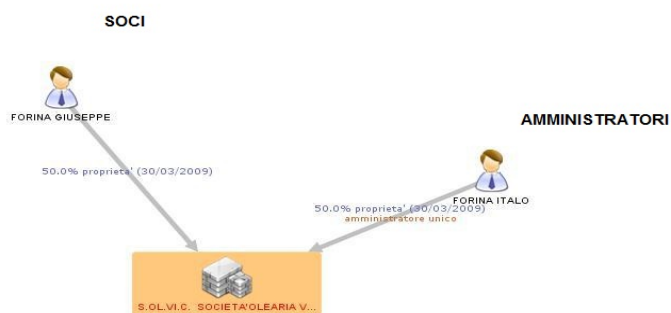 SOCI
FORINA GIUSEPPE
AMMINISTRATORI
50.0% proprieta' (30/03/2009)
FORINA ITALO
50.0% proprieta' (30/03/2009)
amministratore unico
S.OL.VI.C. SOCIETA'OLEARIA V...